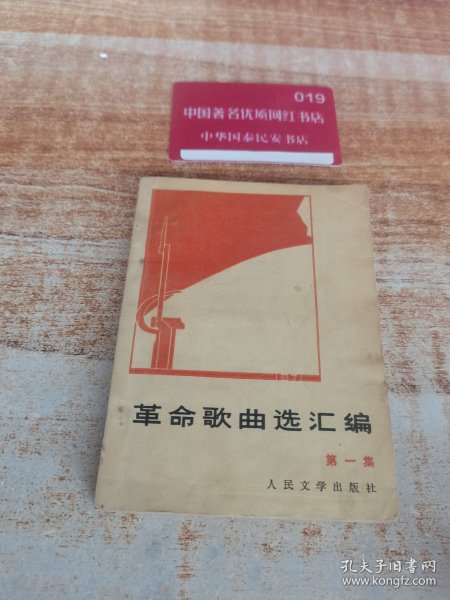 019
中国著名优质网红书店
中华国泰民安书店
1971
革命歌曲选汇编
第一集
人民文学出版社
孔夫子旧书网
www.kongfz.com